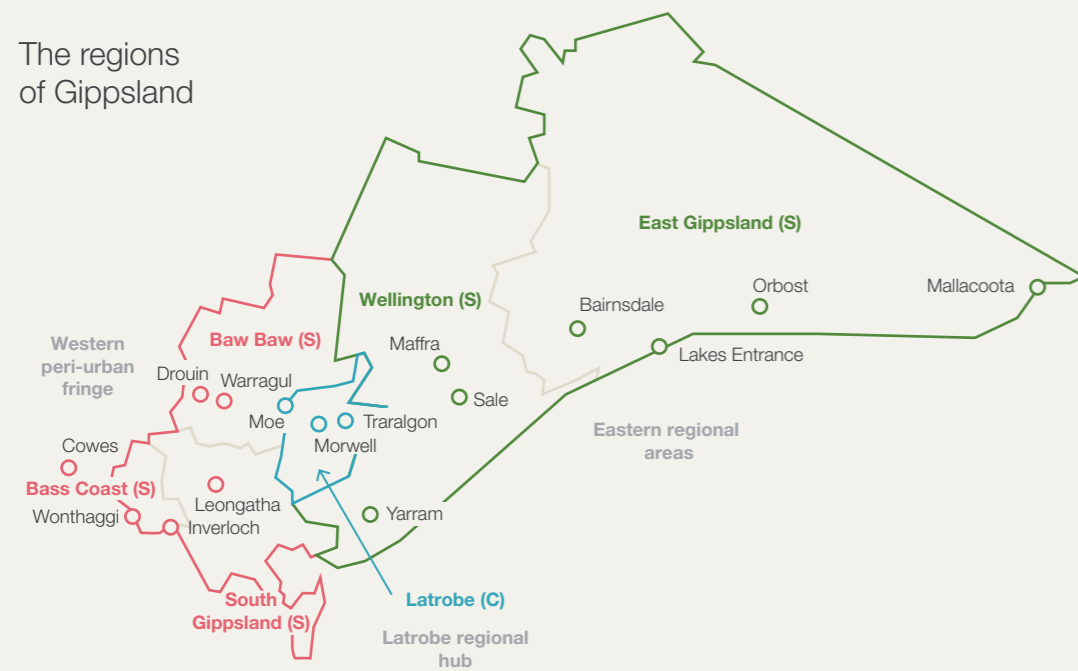 The regions
of Gippsland
East Gippsland (S)
Mallacoota
Orbost
Bairnsdale
Lakes Entrance
Wellington (S)
Maffra
Sale
Baw Baw (S)
Western
peri-urban
fringe
Drouin
Warragul
Moe
Traralgon
Morwell
Eastern regional
areas
Cowes
Bass Coast (S)
Wonthaggi
Leongatha
Inverloch
Yarram
South
Gippsland (S)
Latrobe (C)
Latrobe regional
hub